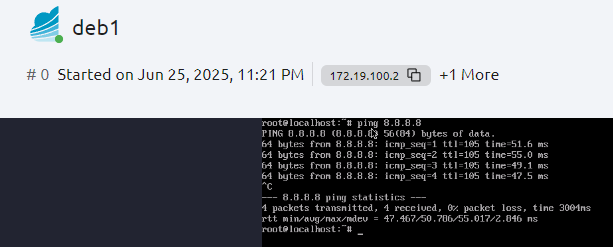 deb1
# 0 Started on Jun 25, 2025, 11:21 PM 172.19.100.2 +1 More
root@localhost:~# ping 8.8.8.8
PING 8.8.8.8 (8.8.8.8) 56(84) bytes of data.
64 bytes from 8.8.8.8: icmp_seq=1 ttl=105 time=51.6 ms
64 bytes from 8.8.8.8: icmp_seq=2 ttl=105 time=55.0 ms
64 bytes from 8.8.8.8: icmp_seq=3 ttl=105 time=49.1 ms
64 bytes from 8.8.8.8: icmp_seq=4 ttl=105 time=47.5 ms
^C
--- 8.8.8.8 ping statistics ---
4 packets transmitted, 4 received, 0% packet loss, time 3004ms
rtt min/avg/max/mdev = 47.467/50.786/55.017/2.846 ms
root@localhost:~# _